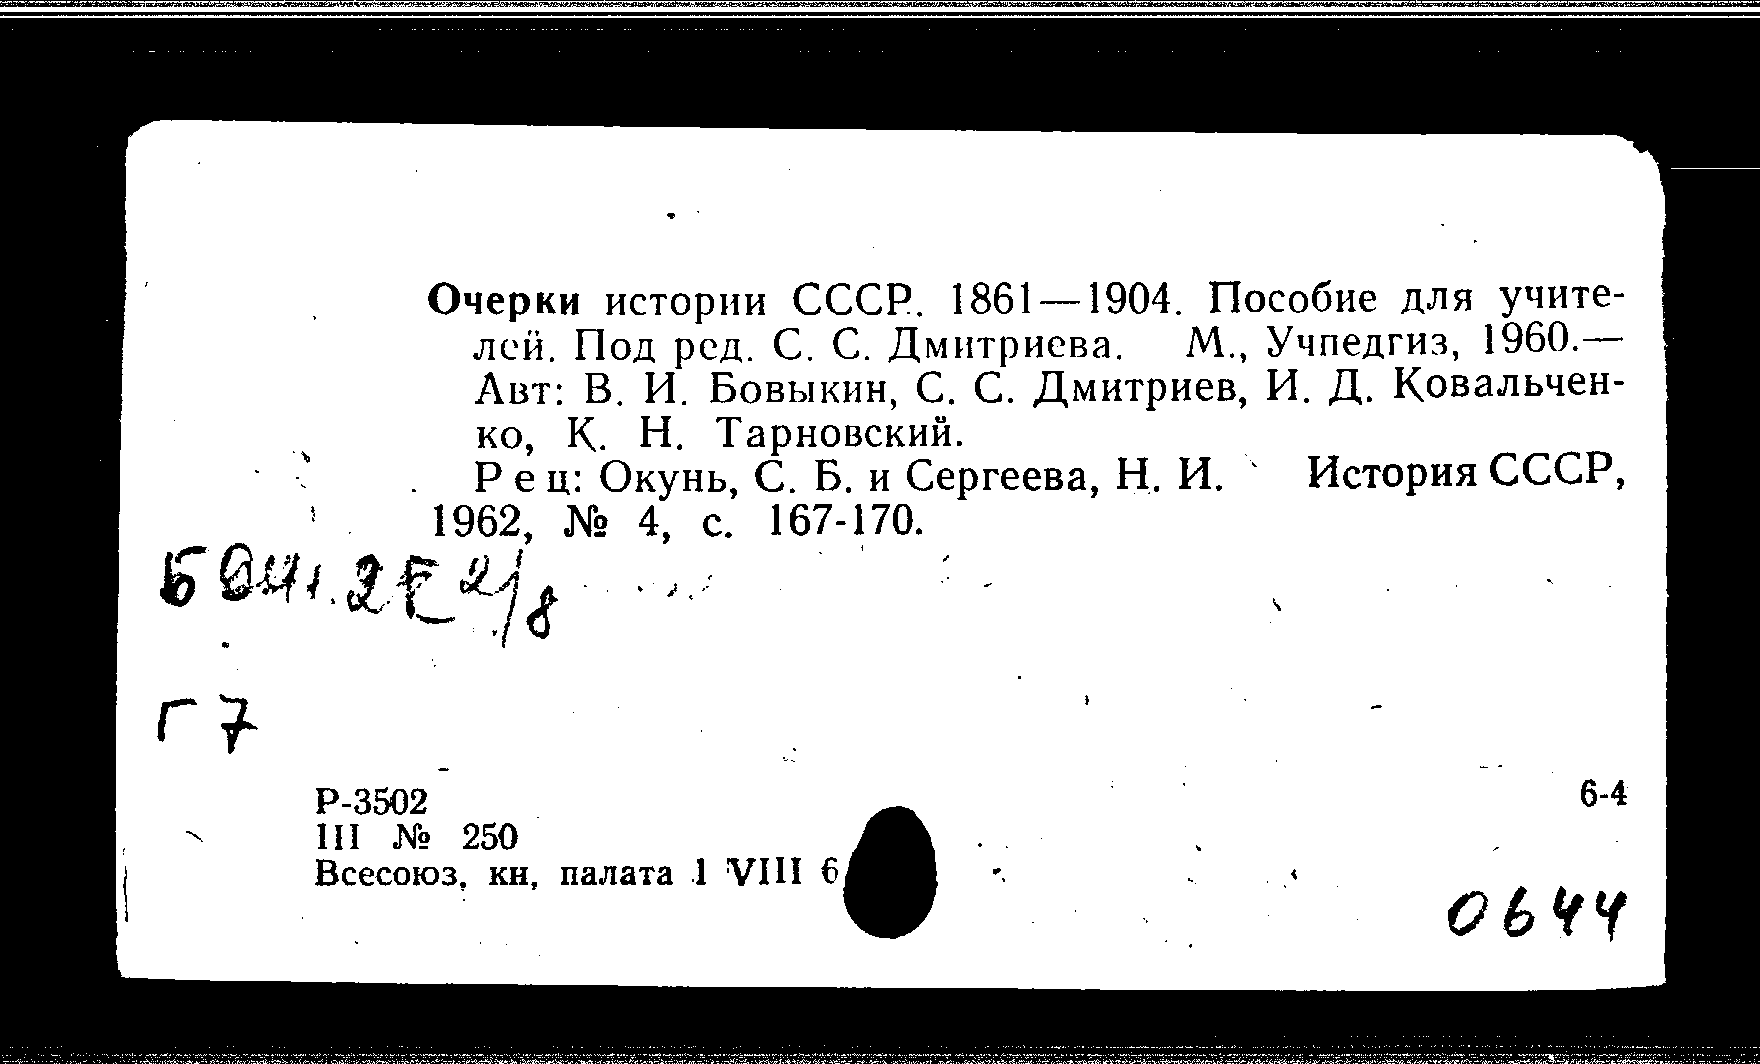 Очерки истории СССР. 1861—1904. Пособие для учите-
лей. Под ред. С. С. Дмитриева. М., Учпедгиз, 1960.—
Авт: В. И. Бовыкин, С. С. Дмитриев, И. Д. Ковальчен-
ко, К. Н. Тарновский.
Рец: Окунь, С. Б. и Сергеева, Н. И. История СССР,
1962, № 4, с. 167-170.
Г7
Р-3502
6-4
III № 250
Всесоюз. кн. палата 1 VIII 6
0644